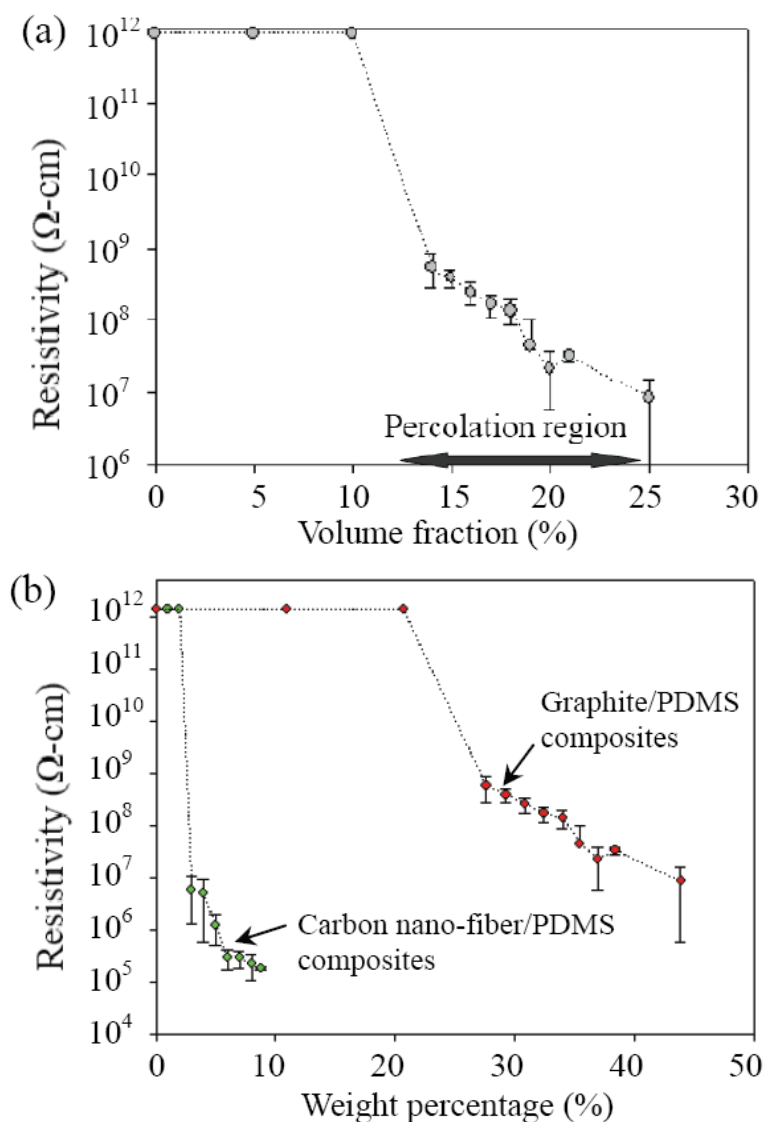 (a)
Resistivity (Ω-cm)
10¹²
10¹¹
10¹⁰
10⁹
10⁸
10⁷
10⁶
Percolation region
0 5 10 15 20 25 30
Volume fraction (%)
(b)
Resistivity (Ω-cm)
10¹²
10¹¹
10¹⁰
10⁹
10⁸
10⁷
10⁶
10⁵
10⁴
Graphite/PDMS
composites
Carbon nano-fiber/PDMS
composites
0 10 20 30 40 50
Weight percentage (%)